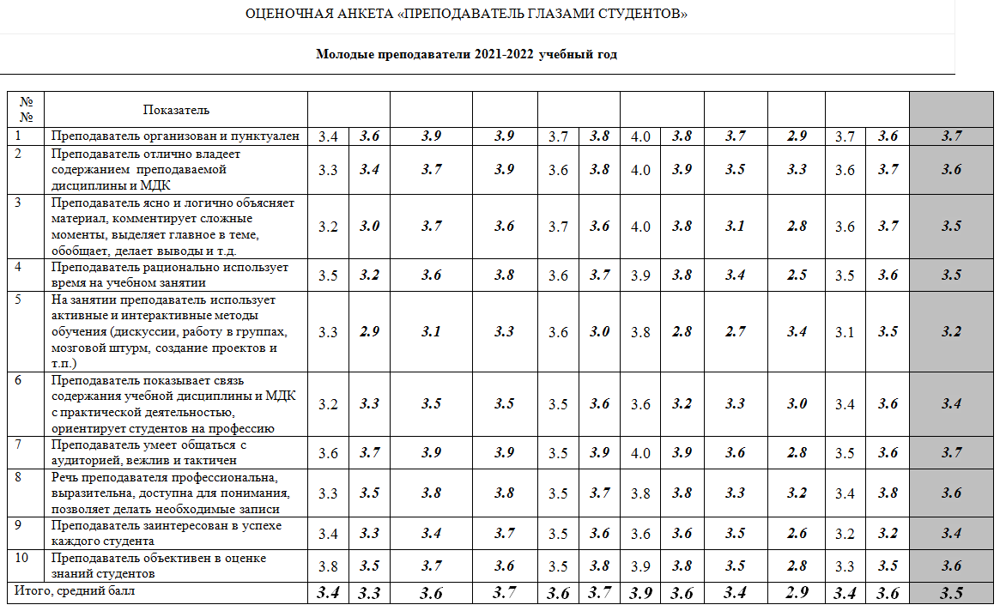 ОЦЕНОЧНАЯ АНКЕТА «ПРЕПОДАВАТЕЛЬ ГЛАЗАМИ СТУДЕНТОВ»
Молодые преподаватели 2021-2022 учебный год
№
№
Показатель
1 Преподаватель организован и пунктуален 3.4 3.6 3.9 3.9 3.7 3.8 4.0 3.8 3.7 2.9 3.7 3.6 3.7
2 Преподаватель отлично владеет
содержанием преподаваемой
дисциплины и МДК
3.3 3.4 3.7 3.9 3.6 3.8 4.0 3.9 3.5 3.3 3.6 3.7 3.6
3 Преподаватель ясно и логично объясняет
материал, комментирует сложные
моменты, выделяет главное в теме,
обобщает, делает выводы и т.д.
3.2 3.0 3.7 3.6 3.7 3.6 4.0 3.8 3.1 2.8 3.6 3.7 3.5
4 Преподаватель рационально использует
время на учебном занятии
3.5 3.2 3.6 3.8 3.6 3.7 3.9 3.8 3.4 2.5 3.5 3.6 3.5
5 На занятии преподаватель использует
активные и интерактивные методы
обучения (дискуссии, работу в группах,
мозговой штурм, создание проектов и
т.п.)
3.3 2.9 3.1 3.3 3.6 3.0 3.8 2.8 2.7 3.4 3.1 3.5 3.2
6 Преподаватель показывает связь
содержания учебной дисциплины и МДК
с практической деятельностью,
ориентирует студентов на профессию
3.2 3.3 3.5 3.5 3.5 3.6 3.6 3.2 3.3 3.0 3.4 3.6 3.4
7 Преподаватель умеет общаться с
аудиторией, вежлив и тактичен
3.6 3.7 3.9 3.9 3.5 3.9 4.0 3.9 3.6 2.8 3.5 3.6 3.7
8 Речь преподавателя профессиональна,
выразительна, доступна для понимания,
позволяет делать необходимые записи
3.3 3.5 3.8 3.8 3.5 3.7 3.8 3.8 3.3 3.2 3.4 3.8 3.6
9 Преподаватель заинтересован в успехе
каждого студента
3.4 3.3 3.4 3.7 3.5 3.6 3.6 3.6 3.5 2.6 3.2 3.2 3.4
10 Преподаватель объективен в оценке
знаний студентов
3.8 3.5 3.7 3.6 3.5 3.8 3.9 3.8 3.5 2.8 3.3 3.5 3.6
Итого, средний балл 3.4 3.3 3.6 3.7 3.6 3.7 3.9 3.6 3.4 2.9 3.4 3.6 3.5